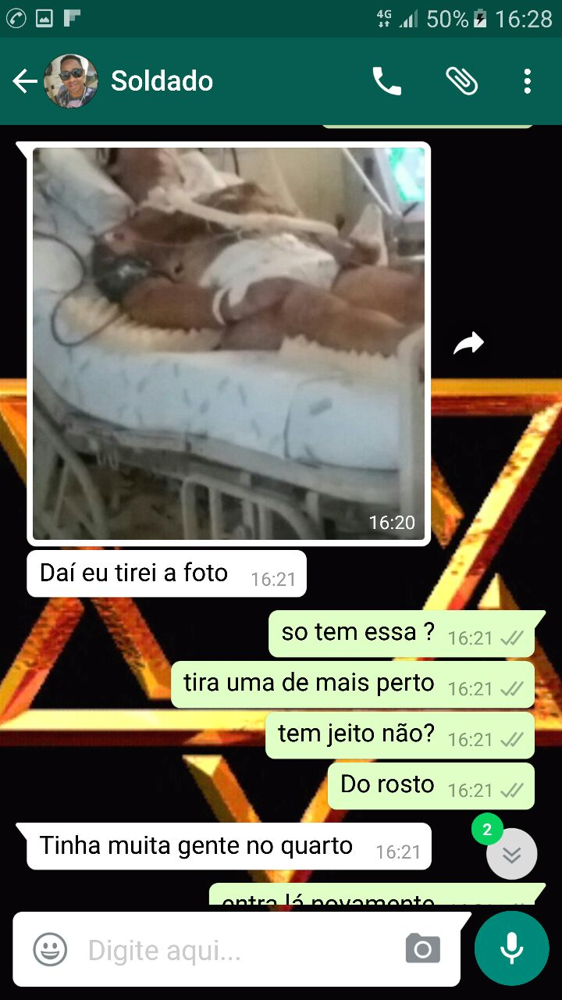 4G 50% 16:28
Soldado
16:20
Daí eu tirei a foto 16:21
so tem essa ? 16:21
tira uma de mais perto 16:21
tem jeito não? 16:21
Do rosto 16:21
Tinha muita gente no quarto 16:21
2
entra lá novamente
Digite aqui...